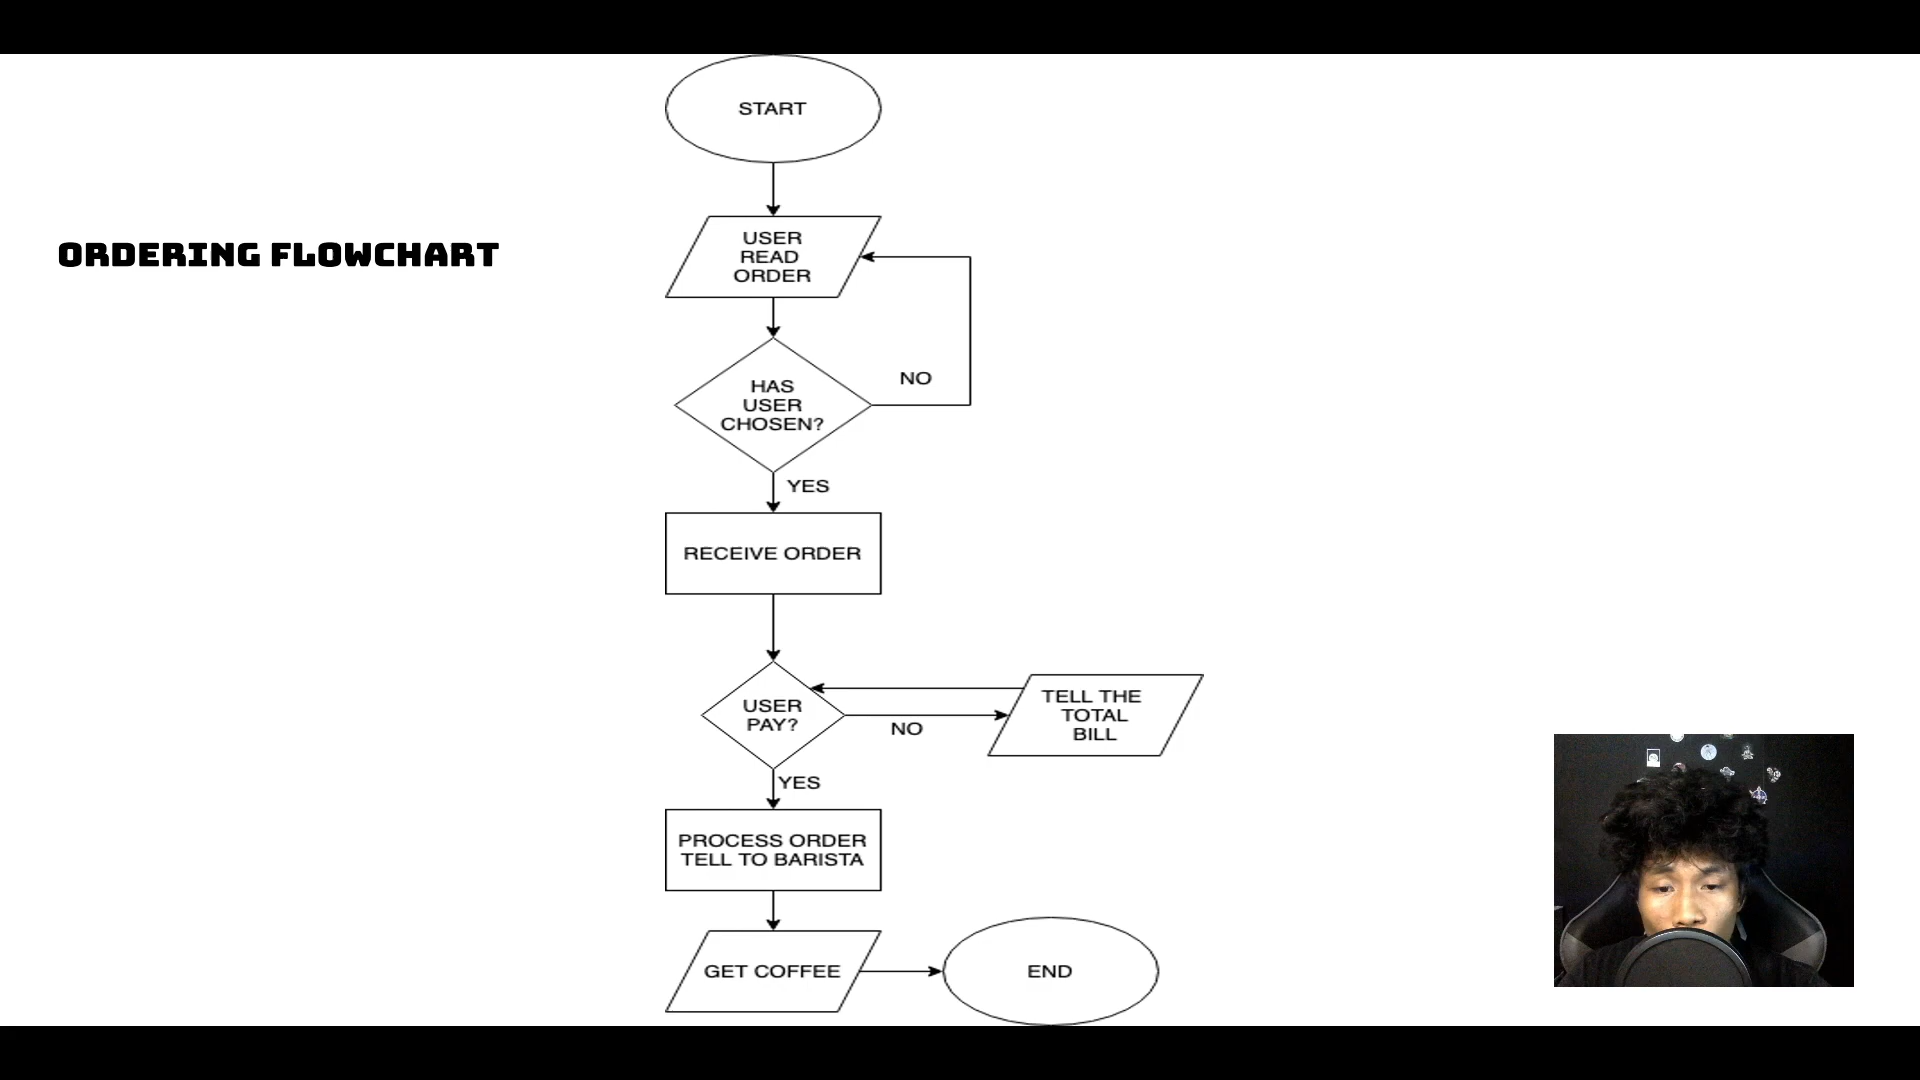 START
ORDERING FLOWCHART
USER
READ
ORDER
NO
HAS
USER
CHOSEN?
YES
RECEIVE ORDER
USER
PAY?
NO
TELL THE
TOTAL
BILL
YES
PROCESS ORDER
TELL TO BARISTA
GET COFFEE
END